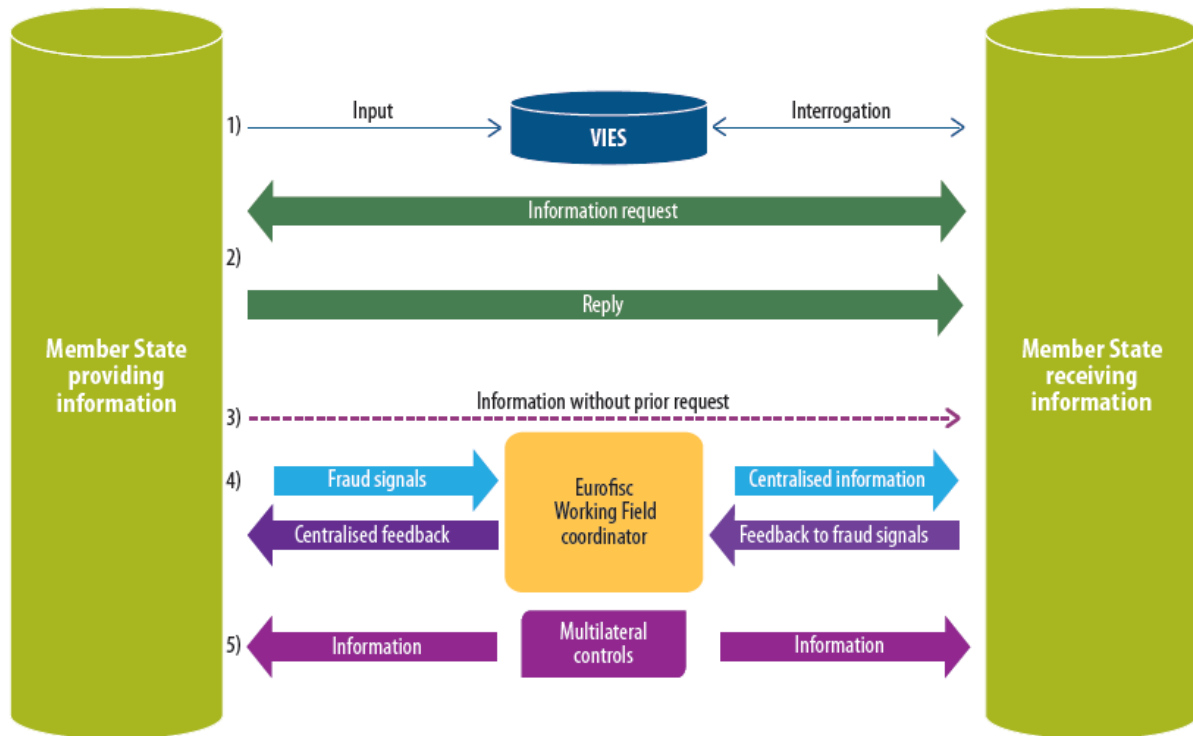 1)
Input
VIES
Interrogation
Information request
2)
Reply
Member State
providing
information
Member State
receiving
information
3)
Information without prior request
4)
Fraud signals
Eurofisc
Working Field
coordinator
Centralised information
Centralised feedback
Feedback to fraud signals
5)
Information
Multilateral
controls
Information